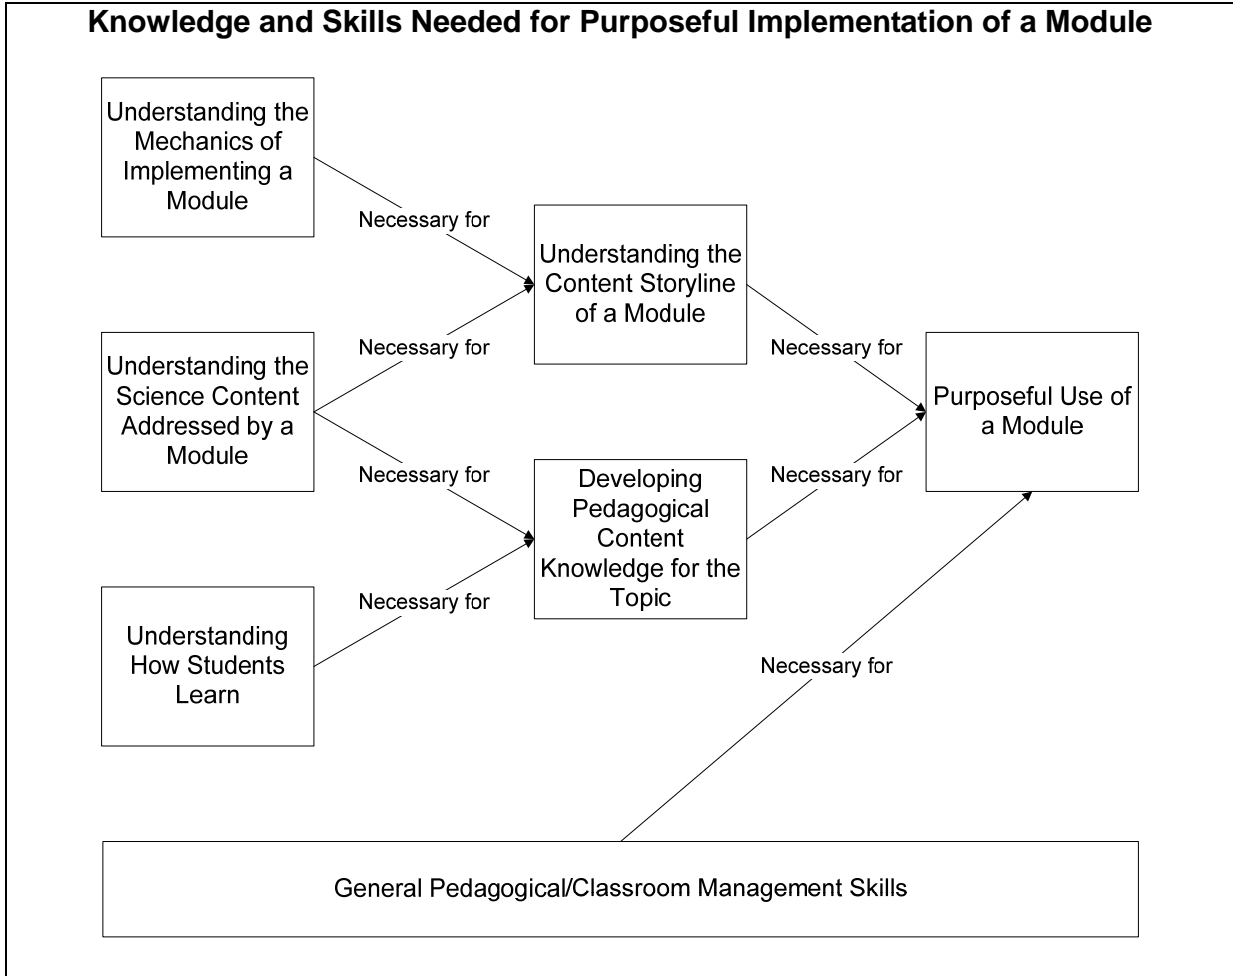 Knowledge and Skills Needed for Purposeful Implementation of a Module
Understanding the
Mechanics of
Implementing a
Module
Necessary for
Understanding the
Content Storyline
of a Module
Understanding the
Science Content
Addressed by a
Module
Necessary for
Necessary for
Purposeful Use of
a Module
Necessary for
Developing
Pedagogical
Content
Knowledge for the
Topic
Necessary for
Understanding
How Students
Learn
Necessary for
Necessary for
General Pedagogical/Classroom Management Skills